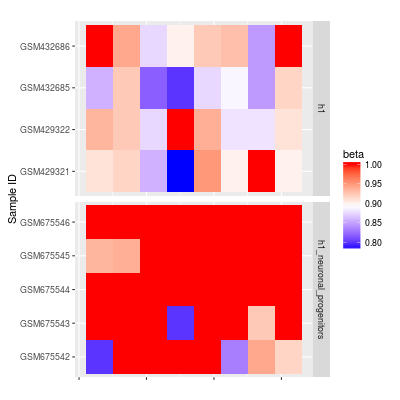 GSM432686
GSM432685
GSM429322
GSM429321
h1
GSM675546
GSM675545
GSM675544
GSM675543
GSM675542
h1_neuronal_progenitors
Sample ID
beta
1.00
0.95
0.90
0.85
0.80